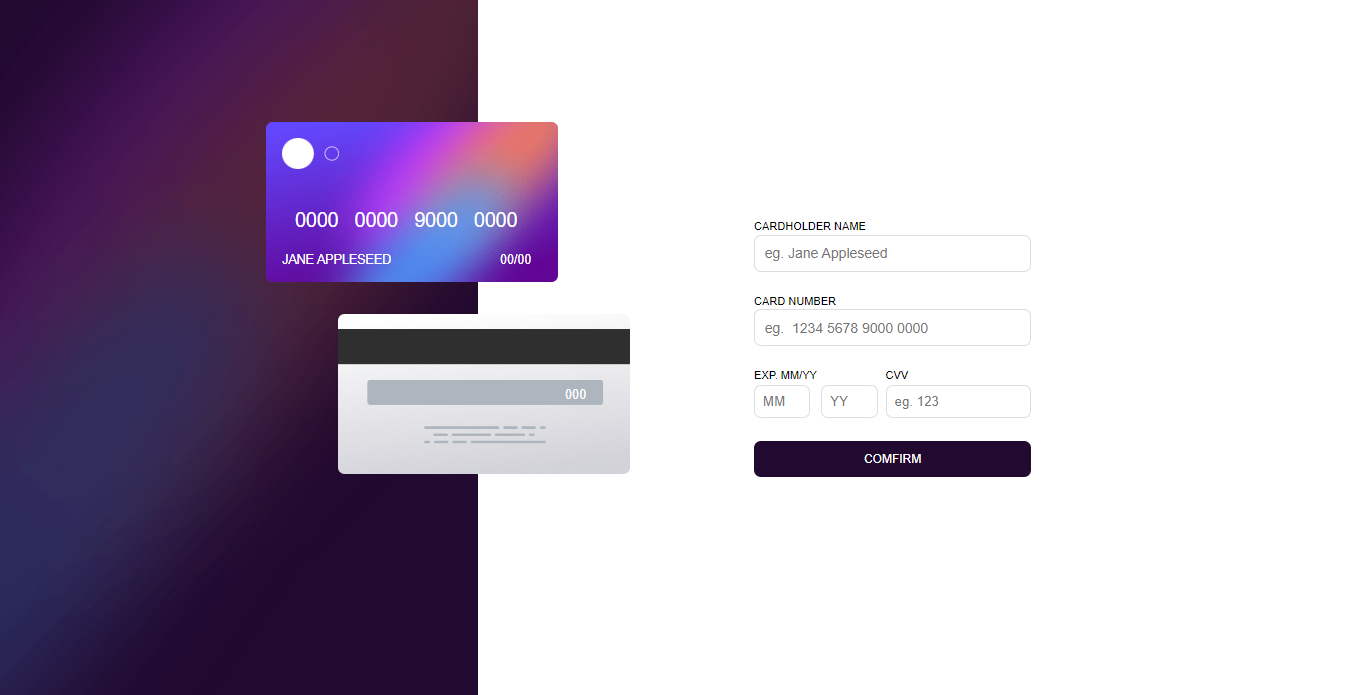 0000 0000 9000 0000
JANE APPLESEED 00/00
000
CARDHOLDER NAME
eg. Jane Appleseed
CARD NUMBER
eg. 1234 5678 9000 0000
EXP. MM/YY CVV
MM YY eg. 123
COMFIRM